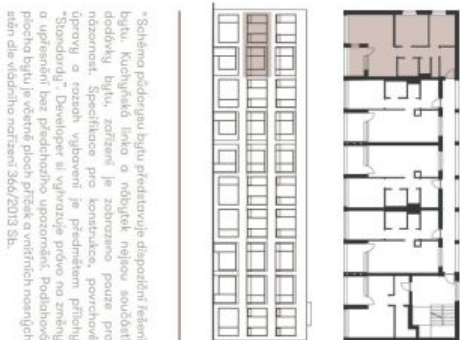 *Schéma půdorysu bytu představuje dispoziční řešení
bytu. Kuchyňská linka a nábytek nejsou součástí
dodávky bytu, zařízení je zobrazeno pouze pro
názornost. Specifikace pro konstrukce, povrchové
úpravy a rozsah vybavení je předmětem přílohy
"Standardy". Developer si vyhrazuje právo na změny
a upřesnění bez předchozího upozornění. Podlahová
plocha bytu je včetně ploch příček a vnitřních nosných
stěn dle vládního nařízení 366/2013 Sb.